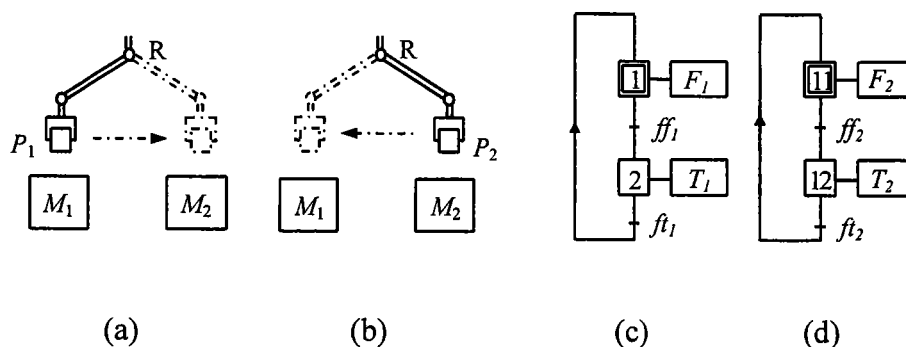 R
P₁
M₁
M₂
(a)
R
P₂
M₁
M₂
(b)
1
F₁
ff₁
2
T₁
ft₁
(c)
11
F₂
ff₂
12
T₂
ft₂
(d)